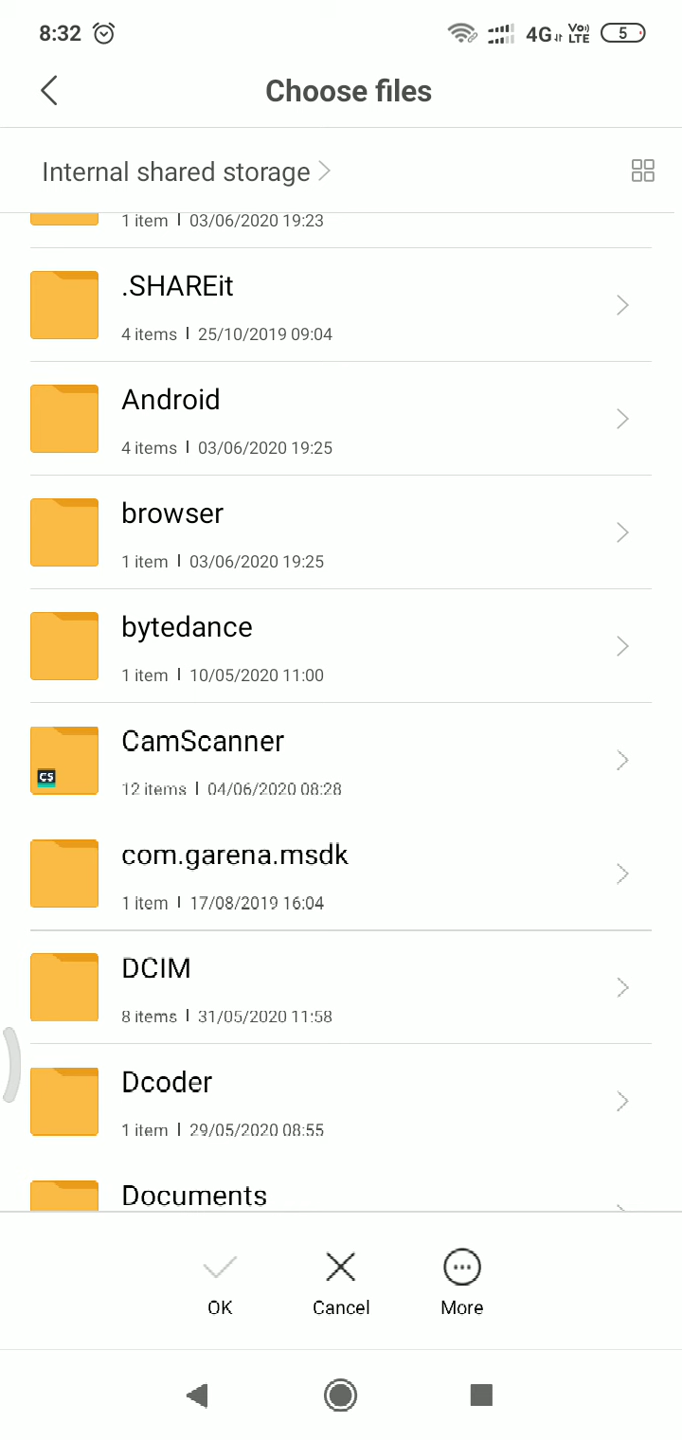 8:32 4G Vo) LTE 5
Choose files
Internal shared storage
1 item | 03/06/2020 19:23
.SHAREit
4 items | 25/10/2019 09:04
Android
4 items | 03/06/2020 19:25
browser
1 item | 03/06/2020 19:25
bytedance
1 item | 10/05/2020 11:00
CamScanner
CS
12 items | 04/06/2020 08:28
com.garena.msdk
1 item | 17/08/2019 16:04
DCIM
8 items | 31/05/2020 11:58
Dcoder
1 item | 29/05/2020 08:55
Documents
OK Cancel More